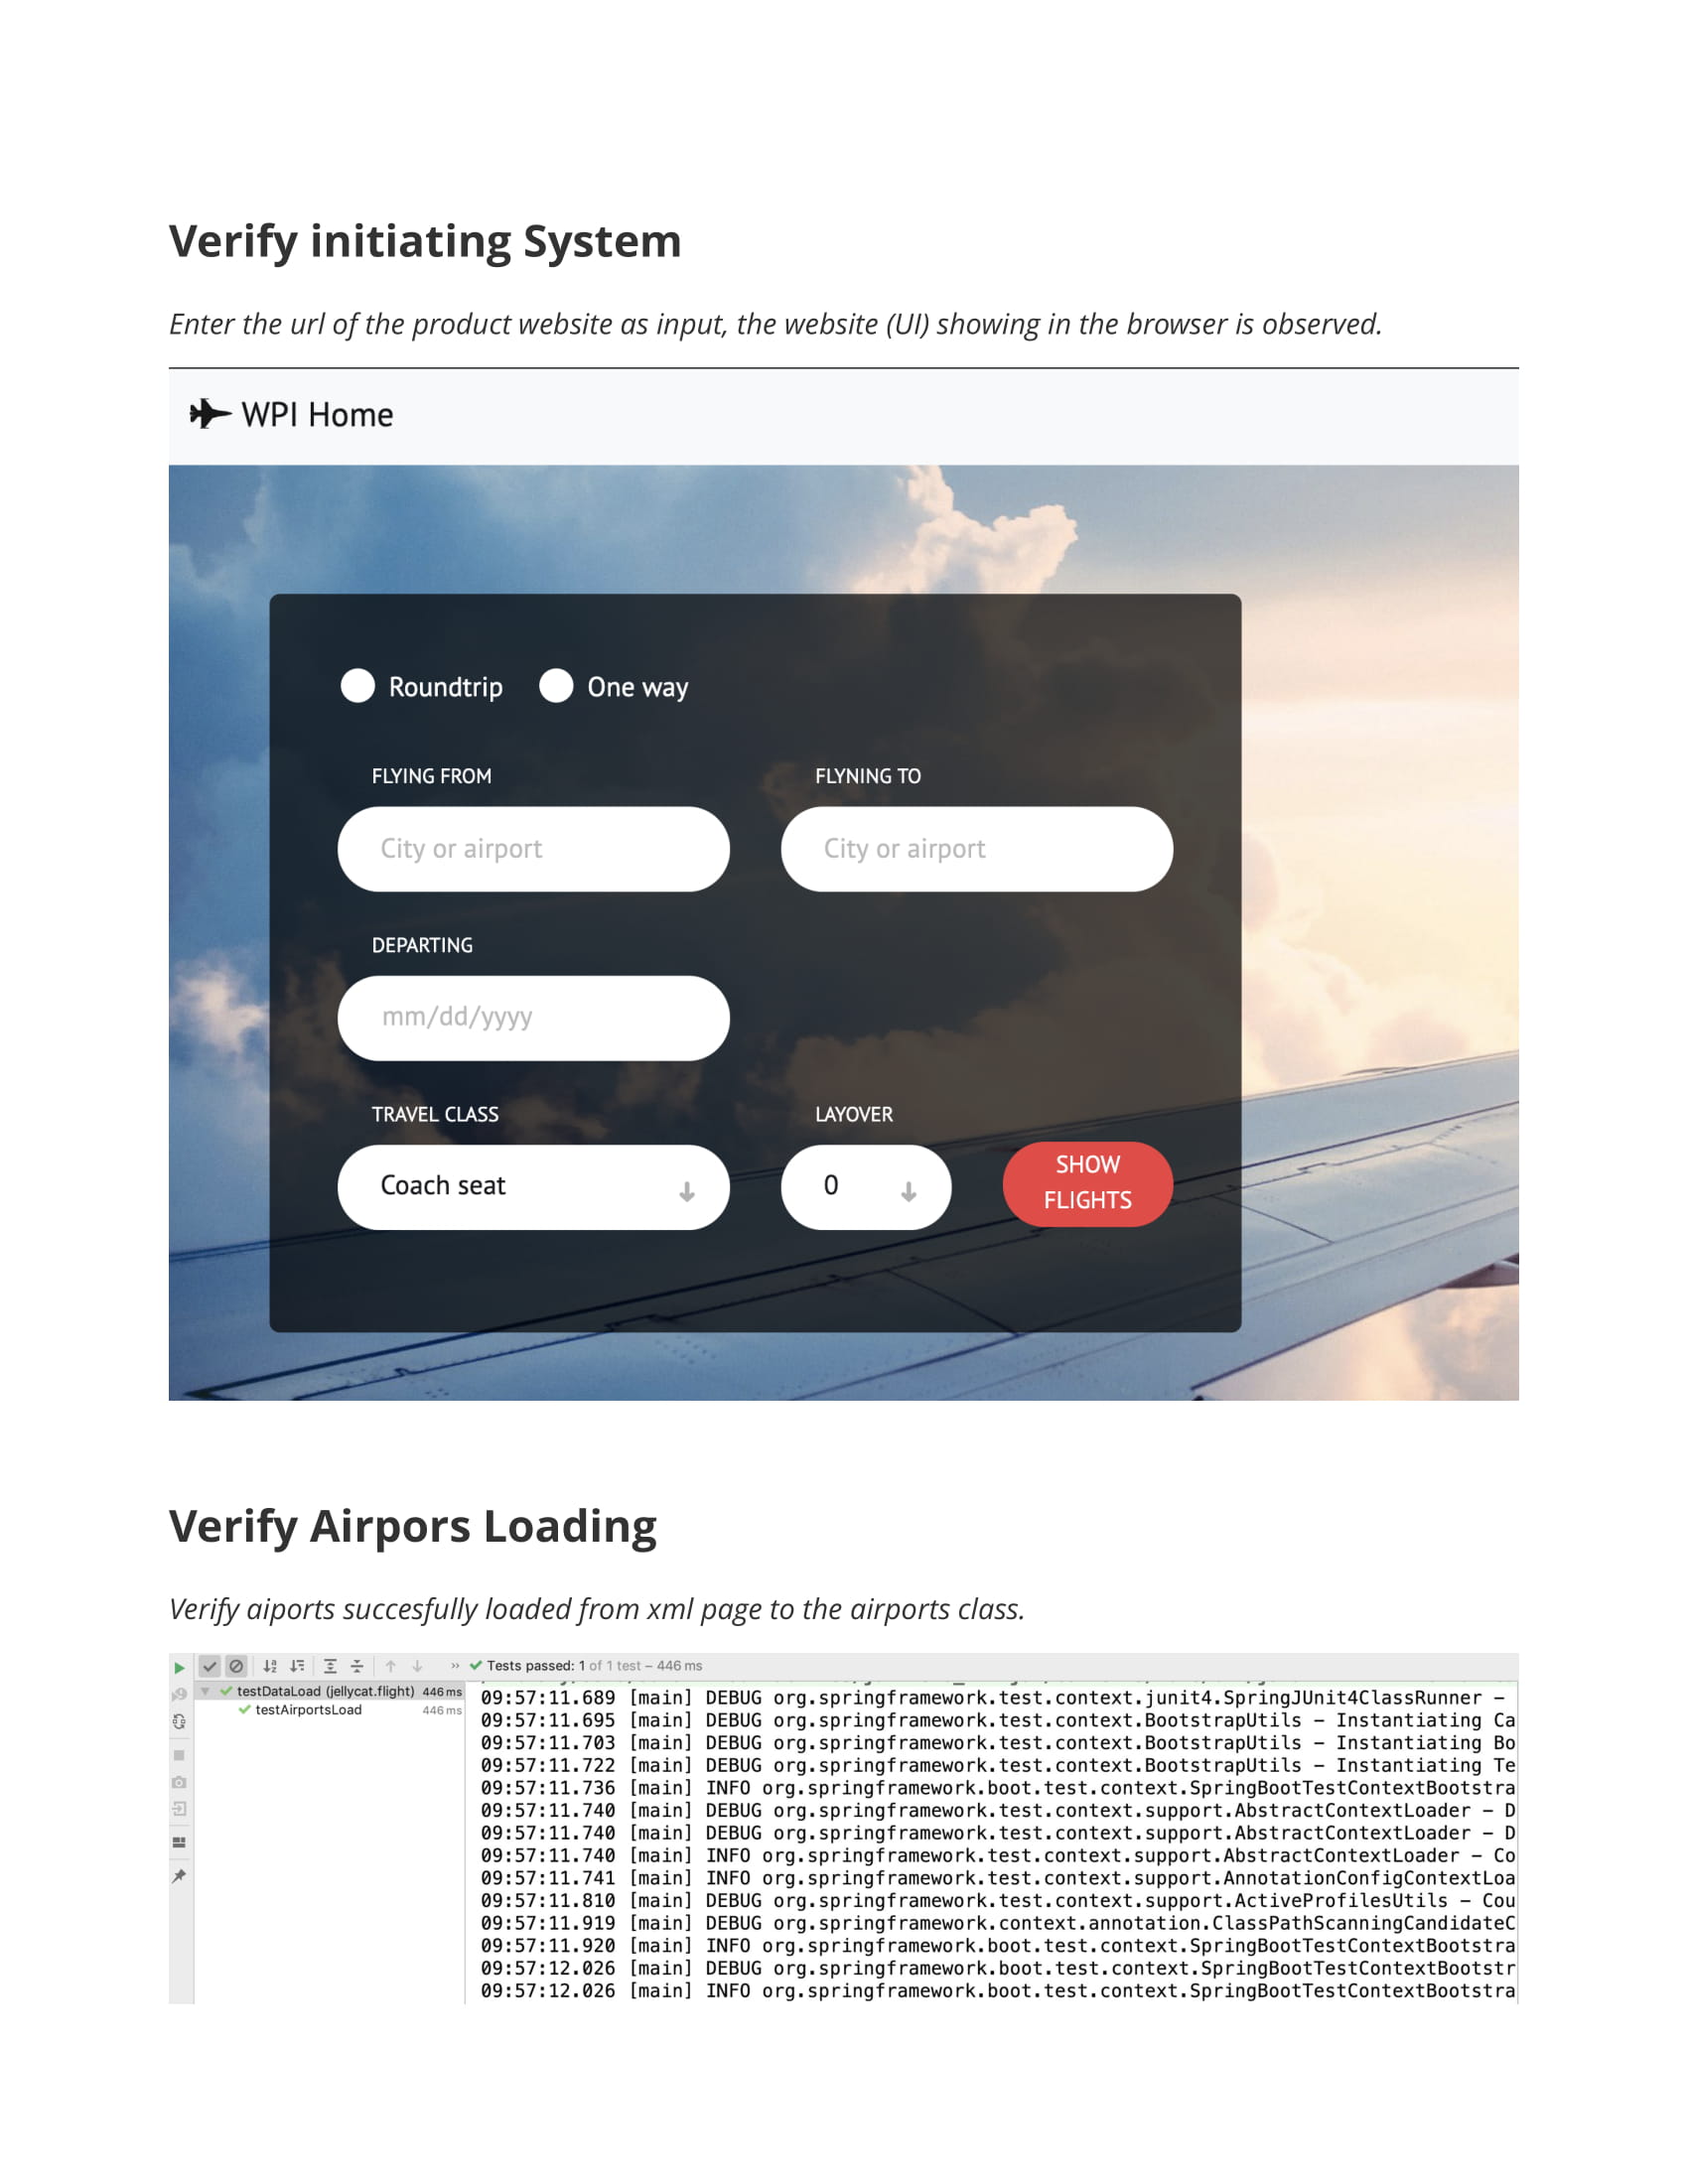 Verify initiating System
Enter the url of the product website as input, the website (UI) showing in the browser is observed.
WPI Home
Roundtrip One way
FLYING FROM FLYNING TO
City or airport City or airport
DEPARTING
mm/dd/yyyy
TRAVEL CLASS LAYOVER
Coach seat 0 SHOW
FLIGHTS
Verify Airpors Loading
Verify aiports succesfully loaded from xml page to the airports class.
» Tests passed: 1 of 1 test – 446 ms
testDataLoad (jellycat.flight) 446 ms
testAirportsLoad 446 ms
09:57:11.689 [main] DEBUG org.springframework.test.context.junit4.SpringJUnit4ClassRunner –
09:57:11.695 [main] DEBUG org.springframework.test.context.BootstrapUtils – Instantiating Ca
09:57:11.703 [main] DEBUG org.springframework.test.context.BootstrapUtils – Instantiating Bo
09:57:11.722 [main] DEBUG org.springframework.test.context.BootstrapUtils – Instantiating Te
09:57:11.736 [main] INFO org.springframework.boot.test.context.SpringBootTestContextBootstra
09:57:11.740 [main] DEBUG org.springframework.test.context.support.AbstractContextLoader – D
09:57:11.740 [main] DEBUG org.springframework.test.context.support.AbstractContextLoader – D
09:57:11.740 [main] INFO org.springframework.test.context.support.AbstractContextLoader – Co
09:57:11.741 [main] INFO org.springframework.test.context.support.AnnotationConfigContextLoa
09:57:11.810 [main] DEBUG org.springframework.test.context.support.ActiveProfilesUtils – Cou
09:57:11.919 [main] DEBUG org.springframework.context.annotation.ClassPathScanningCandidateC
09:57:11.920 [main] INFO org.springframework.boot.test.context.SpringBootTestContextBootstra
09:57:12.026 [main] DEBUG org.springframework.boot.test.context.SpringBootTestContextBootstr
09:57:12.026 [main] INFO org.springframework.boot.test.context.SpringBootTestContextBootstra